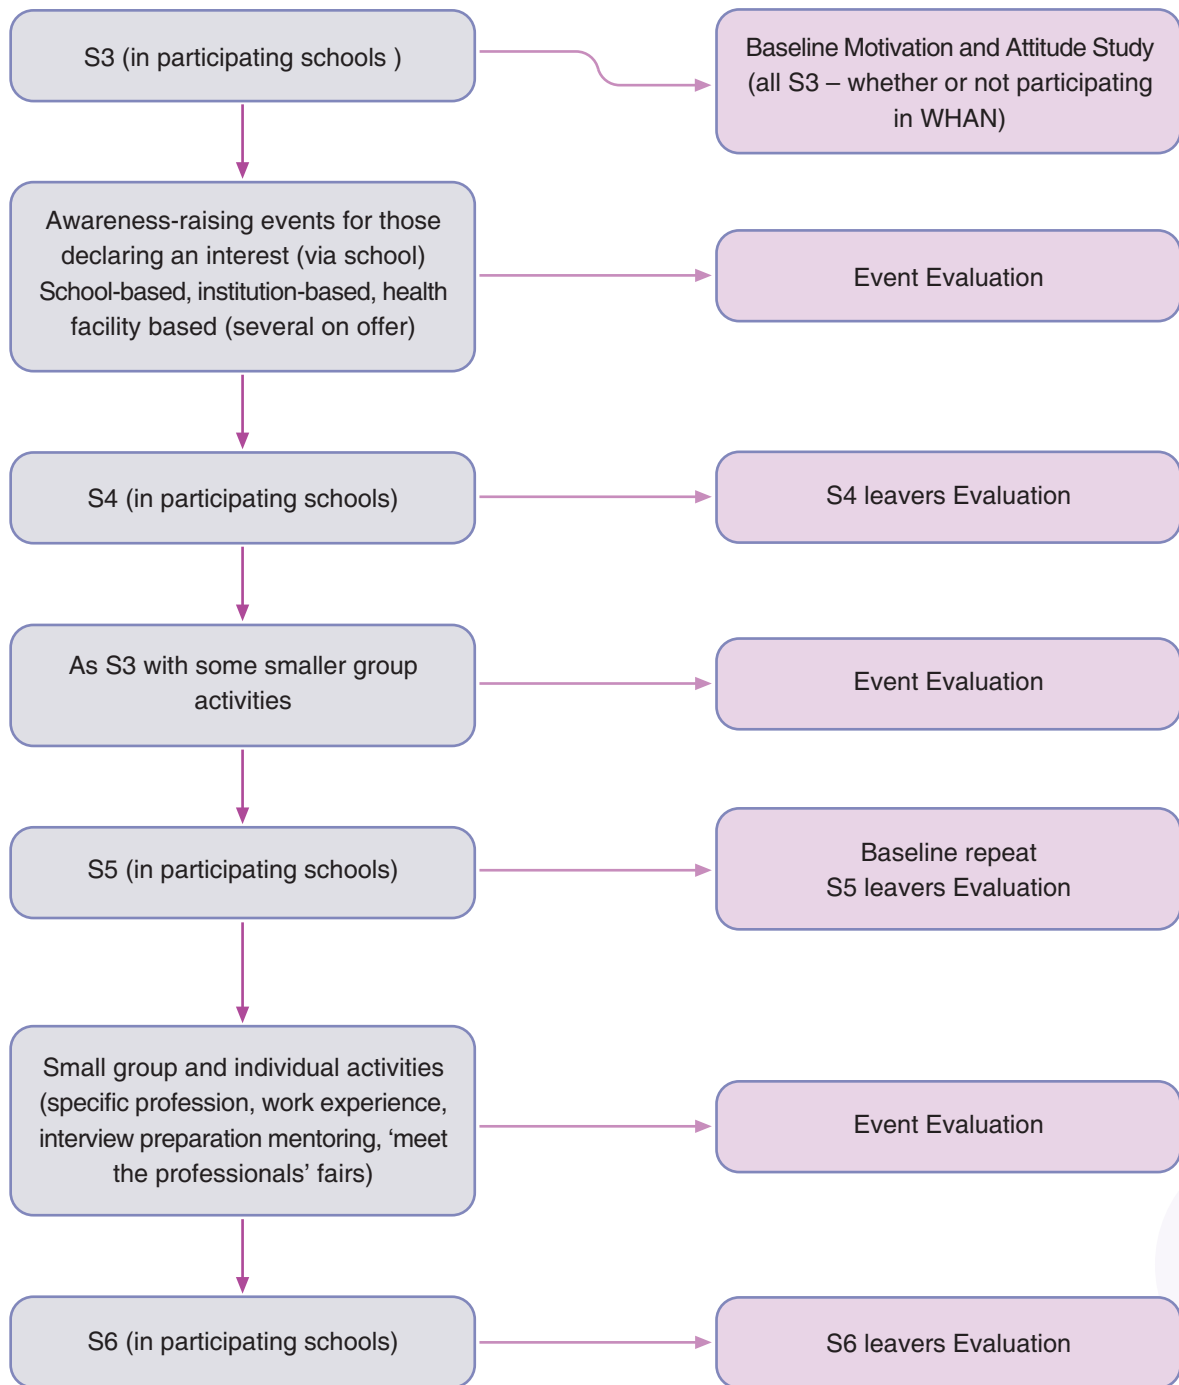 S3 (in participating schools )
Baseline Motivation and Attitude Study
(all S3 – whether or not participating
in WHAN)
Awareness-raising events for those
declaring an interest (via school)
School-based, institution-based, health
facility based (several on offer)
Event Evaluation
S4 (in participating schools)
S4 leavers Evaluation
As S3 with some smaller group
activities
Event Evaluation
S5 (in participating schools)
Baseline repeat
S5 leavers Evaluation
Small group and individual activities
(specific profession, work experience,
interview preparation mentoring, ‘meet
the professionals’ fairs)
Event Evaluation
S6 (in participating schools)
S6 leavers Evaluation